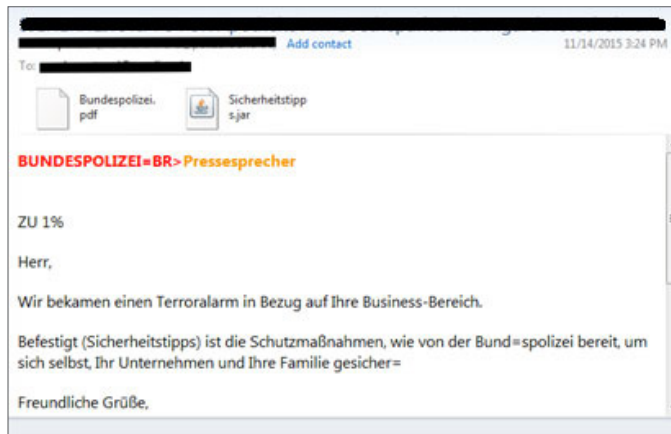 Add contact
11/14/2015 3:24 PM
To:
Bundespolizei.
pdf
Sicherheitstipp
s.jar
BUNDESPOLIZEI=BR>Pressesprecher
ZU 1%
Herr,
Wir bekamen einen Terroralarm in Bezug auf Ihre Business-Bereich.
Befestigt (Sicherheitstipps) ist die Schutzmaßnahmen, wie von der Bund=spolizei bereit, um
sich selbst, Ihr Unternehmen und Ihre Familie gesicher=
Freundliche Grüße,